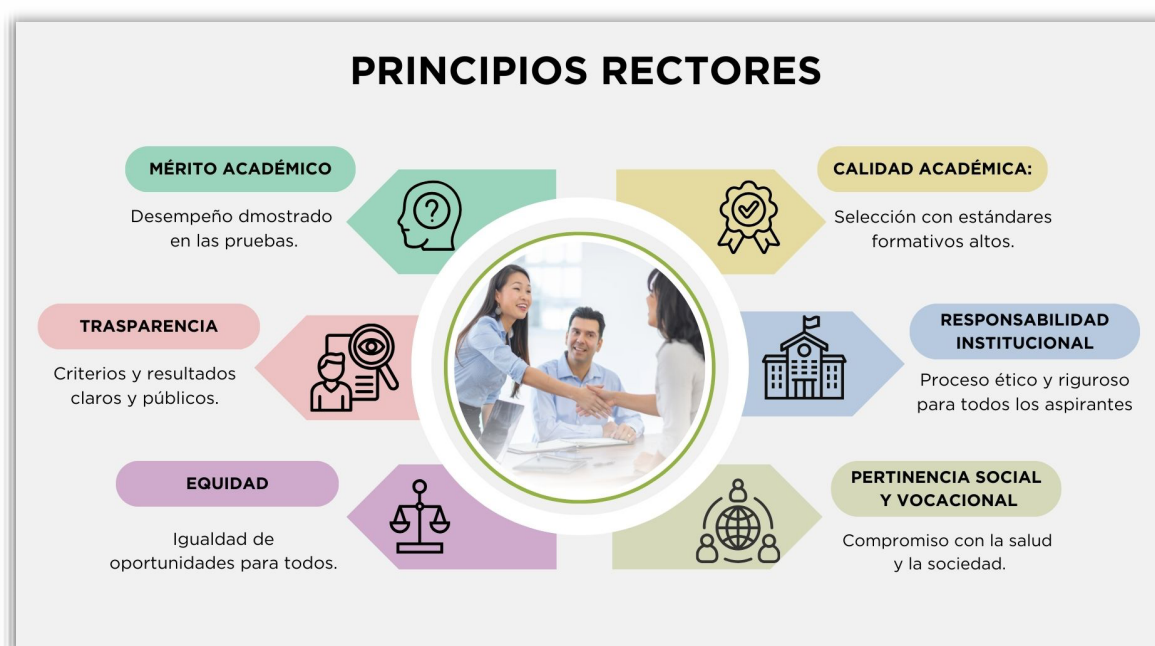 PRINCIPIOS RECTORES
MÉRITO ACADÉMICO
Desempeño dmostrado
en las pruebas.
TRASPARENCIA
Criterios y resultados
claros y públicos.
EQUIDAD
Igualdad de
oportunidades para todos.
CALIDAD ACADÉMICA:
Selección con estándares
formativos altos.
RESPONSABILIDAD
INSTITUCIONAL
Proceso ético y riguroso
para todos los aspirantes
PERTINENCIA SOCIAL
Y VOCACIONAL
Compromiso con la salud
y la sociedad.